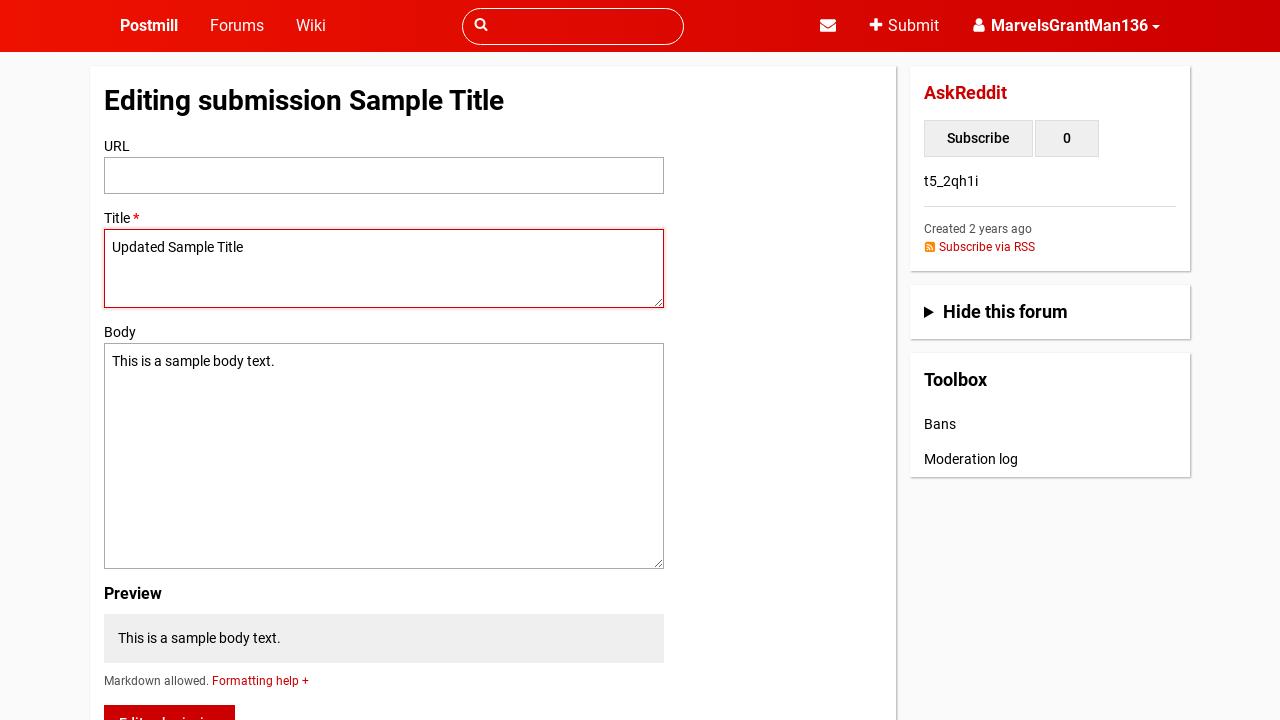 Postmill Forums Wiki Submit MarvelsGrantMan136
Editing submission Sample Title
URL
Title *
Updated Sample Title
Body
This is a sample body text.
Preview
This is a sample body text.
Markdown allowed. Formatting help +
Edit submission
AskReddit
Subscribe 0
t5_2qh1i
Created 2 years ago
Subscribe via RSS
Hide this forum
Toolbox
Bans
Moderation log